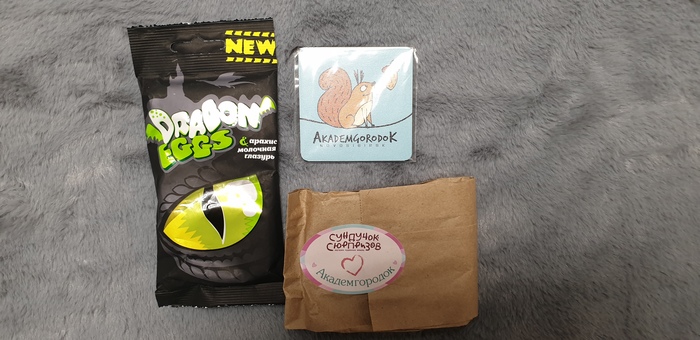 NEW
DRAGON
EGGS
& арахис
молочная
глазурь
AKADEMGORODOK
СУНДУЧОК
СЮРПРИЗОВ
Академгородок